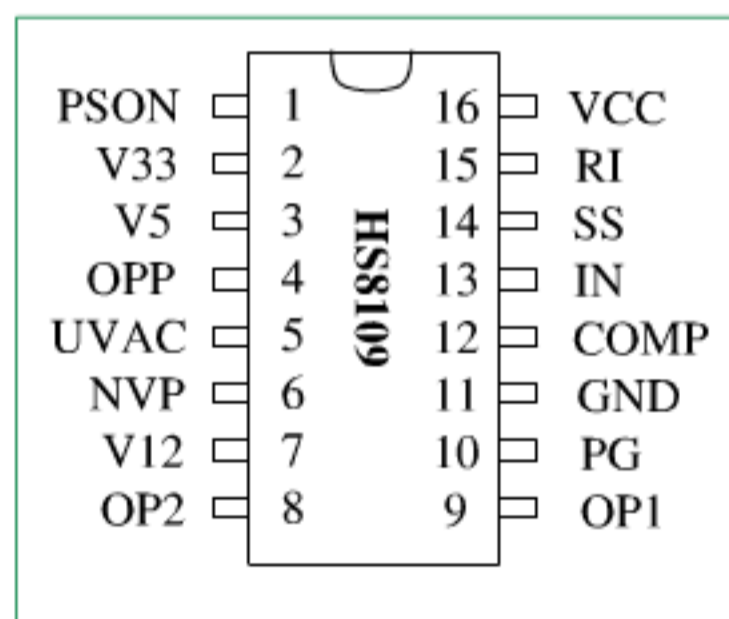 PSON 1 16 VCC
V33 2 15 RI
V5 3 14 SS
OPP 4 13 IN
UVAC 5 12 COMP
NVP 6 11 GND
V12 7 10 PG
OP2 8 9 OP1
HS8109